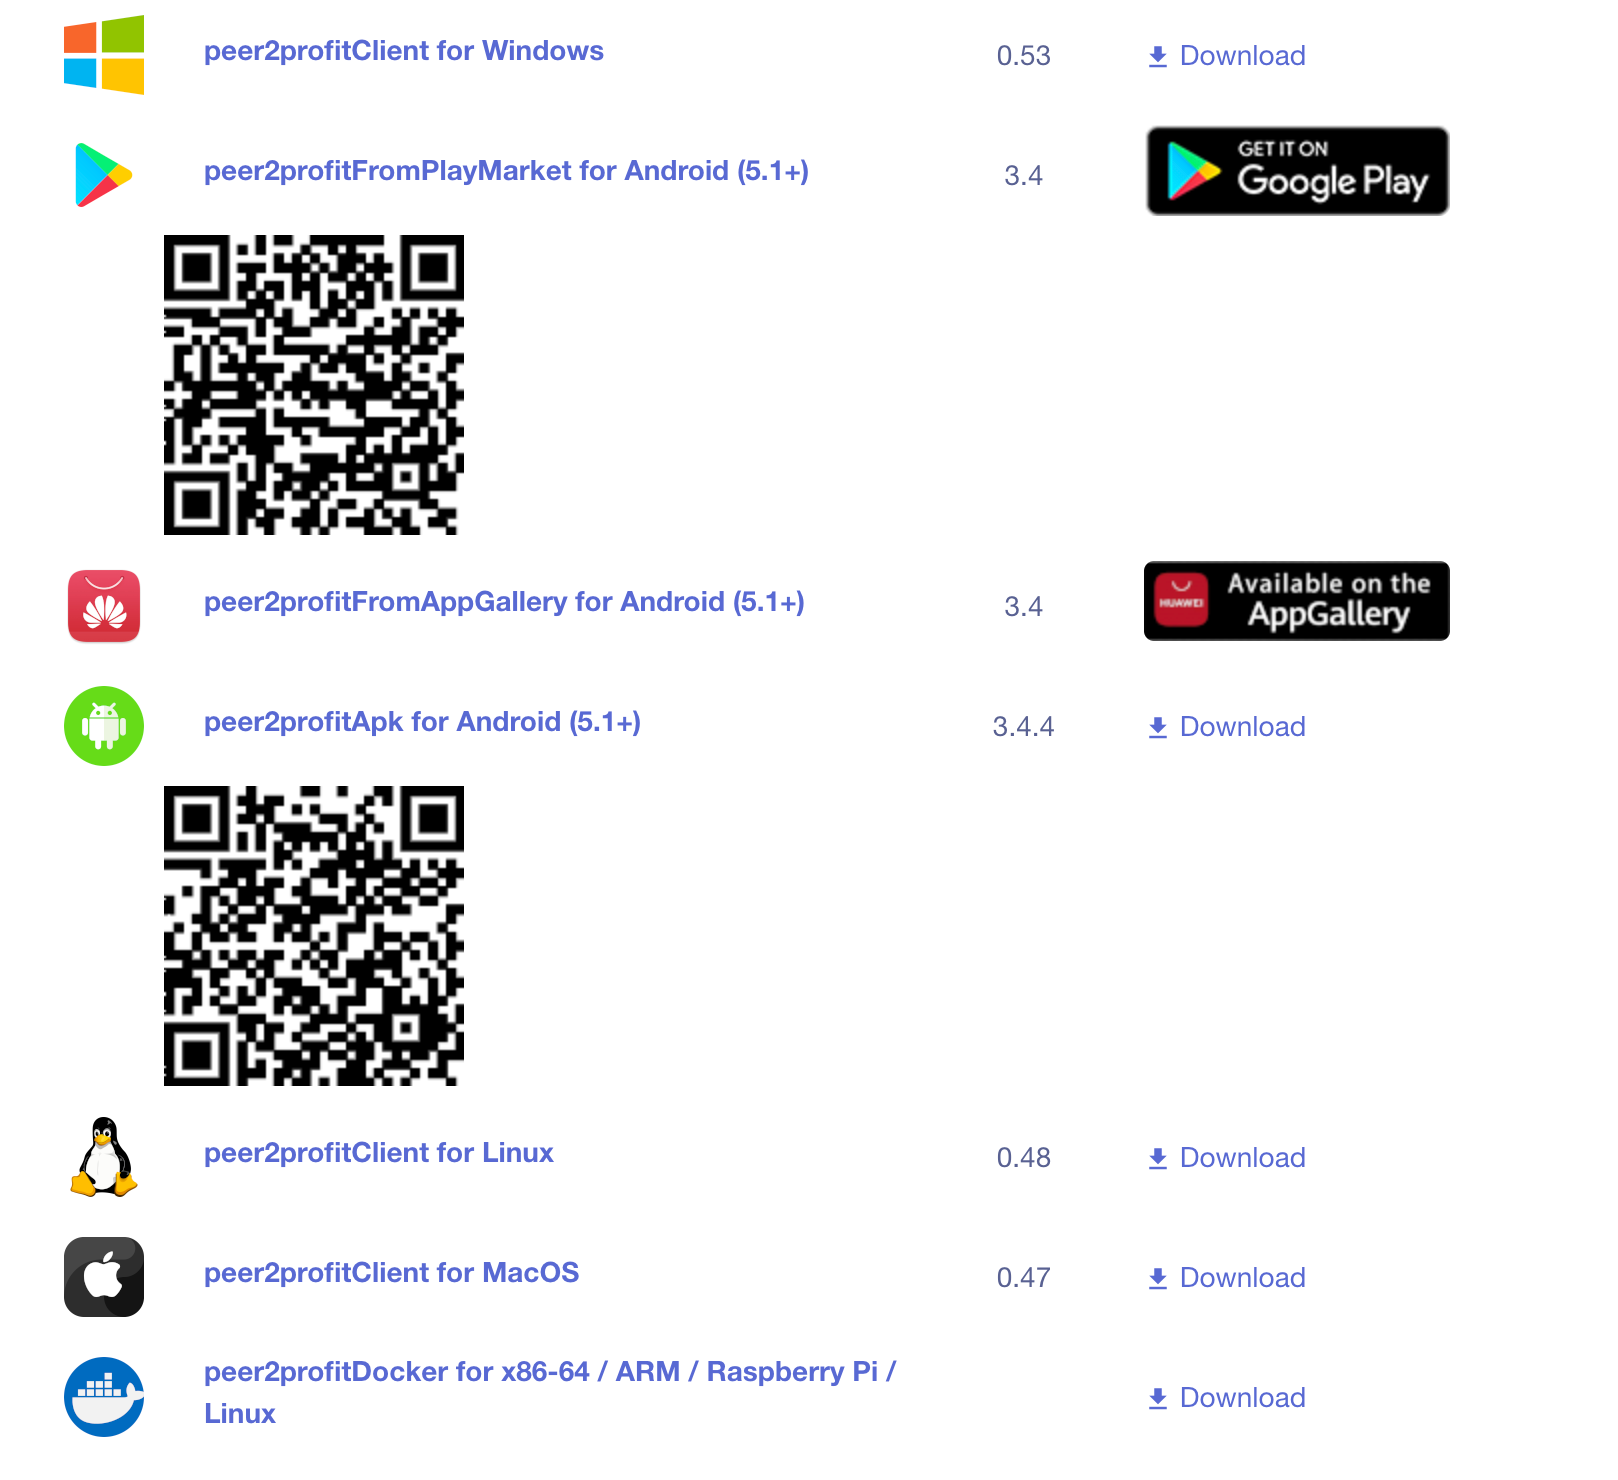 peer2profitClient for Windows 0.53 Download
peer2profitFromPlayMarket for Android (5.1+) 3.4 GET IT ON
Google Play
peer2profitFromAppGallery for Android (5.1+) 3.4 HUAWEI Available on the
AppGallery
peer2profitApk for Android (5.1+) 3.4.4 Download
peer2profitClient for Linux 0.48 Download
peer2profitClient for MacOS 0.47 Download
peer2profitDocker for x86-64 / ARM / Raspberry Pi /
Linux Download